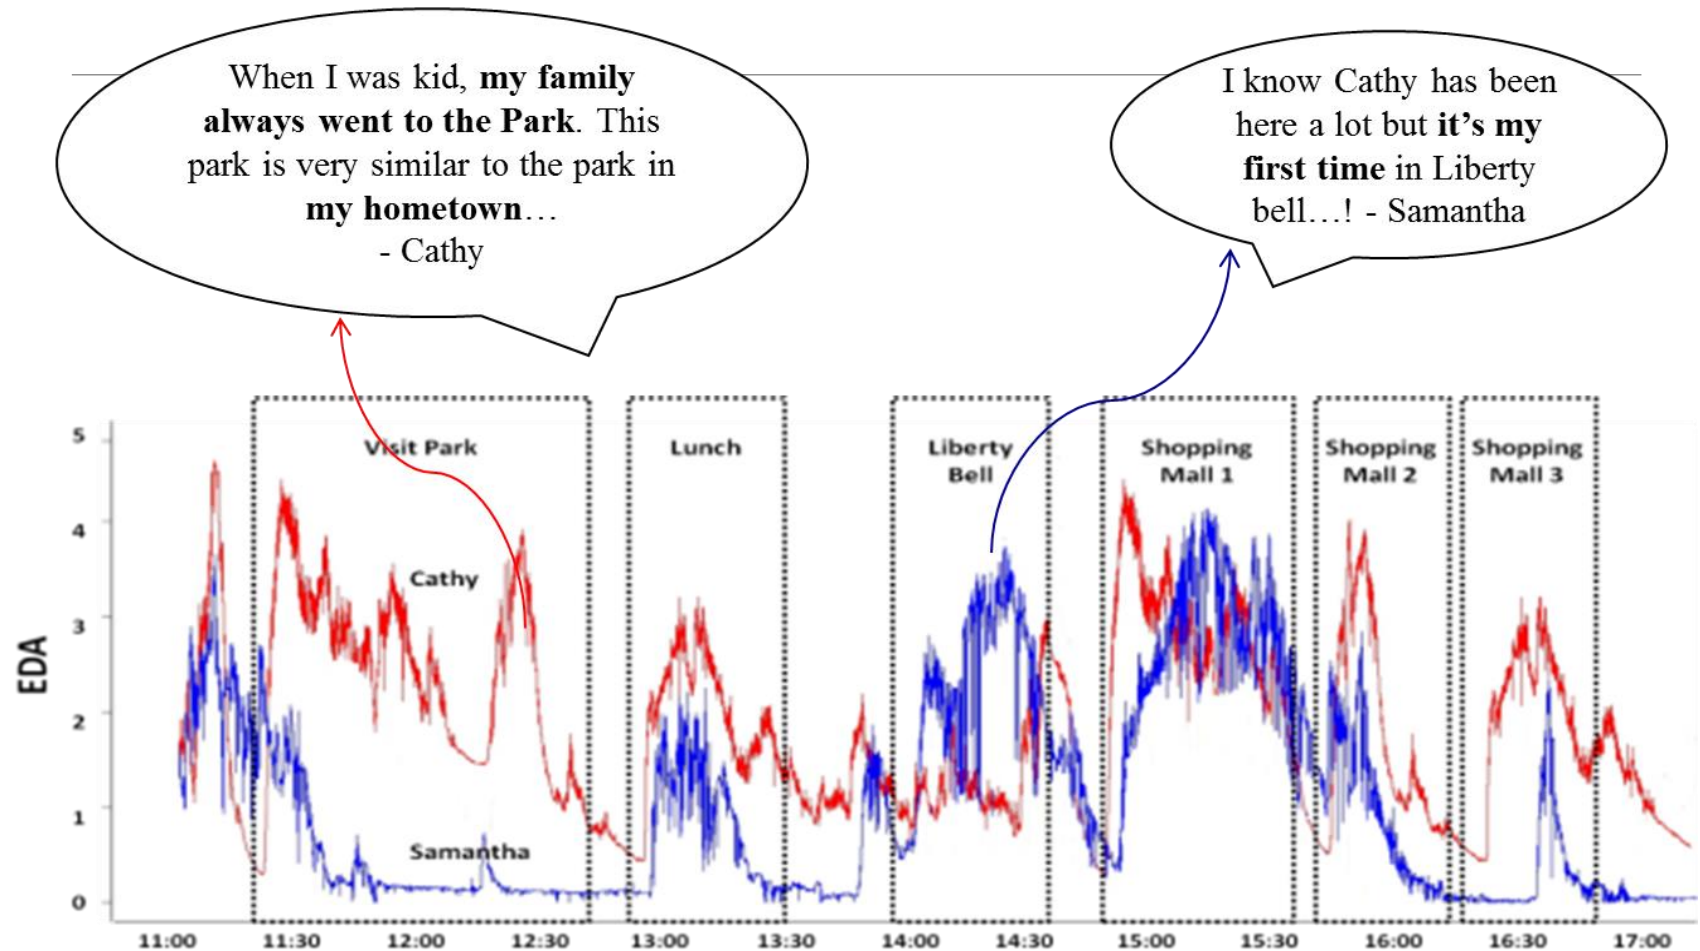 When I was kid, my family
always went to the Park. This
park is very similar to the park in
my hometown…
- Cathy
I know Cathy has been
here a lot but it’s my
first time in Liberty
bell…! - Samantha
Visit Park
Lunch
Liberty
Bell
Shopping
Mall 1
Shopping
Mall 2
Shopping
Mall 3
Cathy
Samantha
EDA
5
4
3
2
1
0
11:00 11:30 12:00 12:30 13:00 13:30 14:00 14:30 15:00 15:30 16:00 16:30 17:00